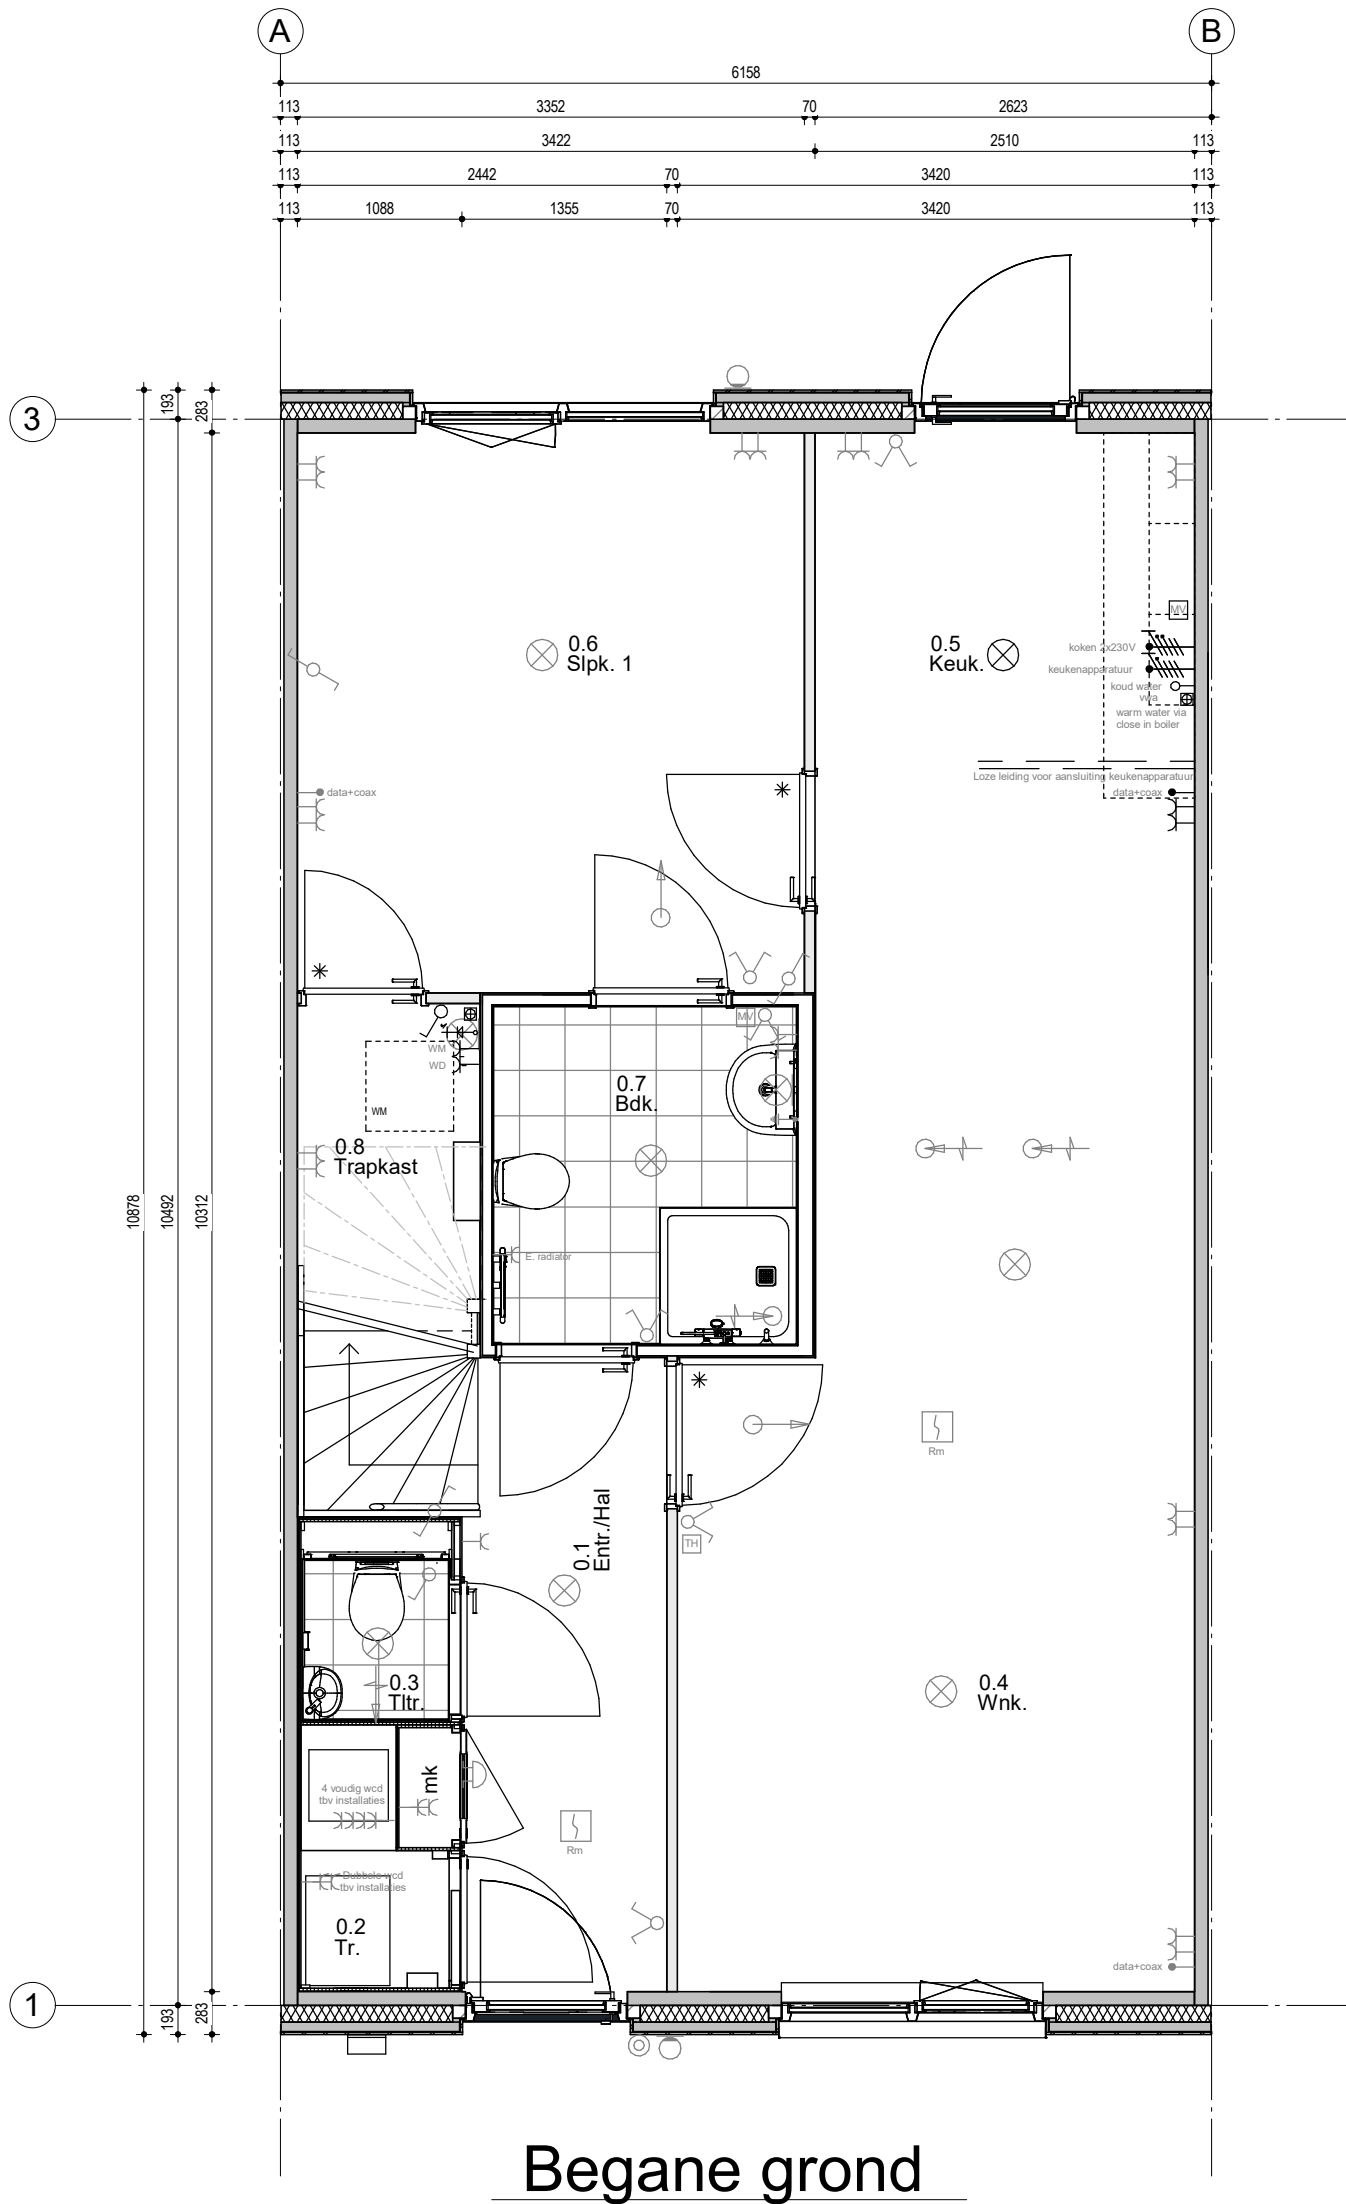 A
B
6158
113
3352
70
2623
113
3422
2510
113
113
2442
70
3420
113
113
1088
1355
70
3420
113
3
193
283
0.6
Slpk. 1
0.5
Keuk.
MV
koken 2x230V
keukenapparatuur
koud water
vwa
warm water via
close in boiler
Loze leiding voor aansluiting keukenapparatuur
data+coax
data+coax
MV
WM
WD
WM
0.7
Bdk.
0.8
Trapkast
10878
10492
10312
E. radiator
Rm
0.1
Entr./Hal
TH
0.3
Tltr.
0.4
Wnk.
4 voudig wcd
tbv installaties
mk
Rm
Dubbele wcd
tbv installaties
0.2
Tr.
data+coax
1
193
283
Begane grond